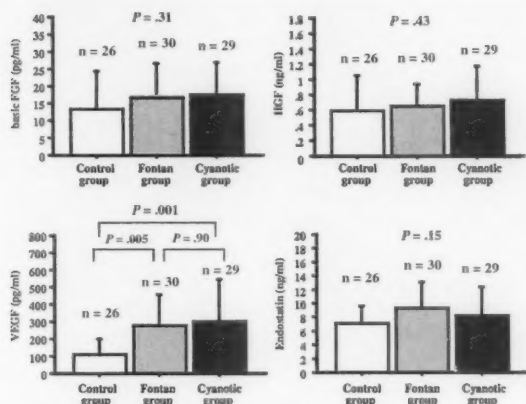 P = .31
n = 26
n = 30
n = 29
basic FGF (pg/ml)
40
35
30
25
20
15
10
5
0
Control group
Fontan group
Cyanotic group
P = .43
n = 26
n = 30
n = 29
HGF (ng/ml)
2
1.8
1.6
1.4
1.2
1
.8
.6
.4
.2
0
Control group
Fontan group
Cyanotic group
P = .001
P = .005
P = .90
n = 26
n = 30
n = 29
VEGF (pg/ml)
800
700
600
500
400
300
200
100
0
Control group
Fontan group
Cyanotic group
P = .15
n = 26
n = 30
n = 29
Endostatin (ng/ml)
20
18
16
14
12
10
8
6
4
2
0
Control group
Fontan group
Cyanotic group